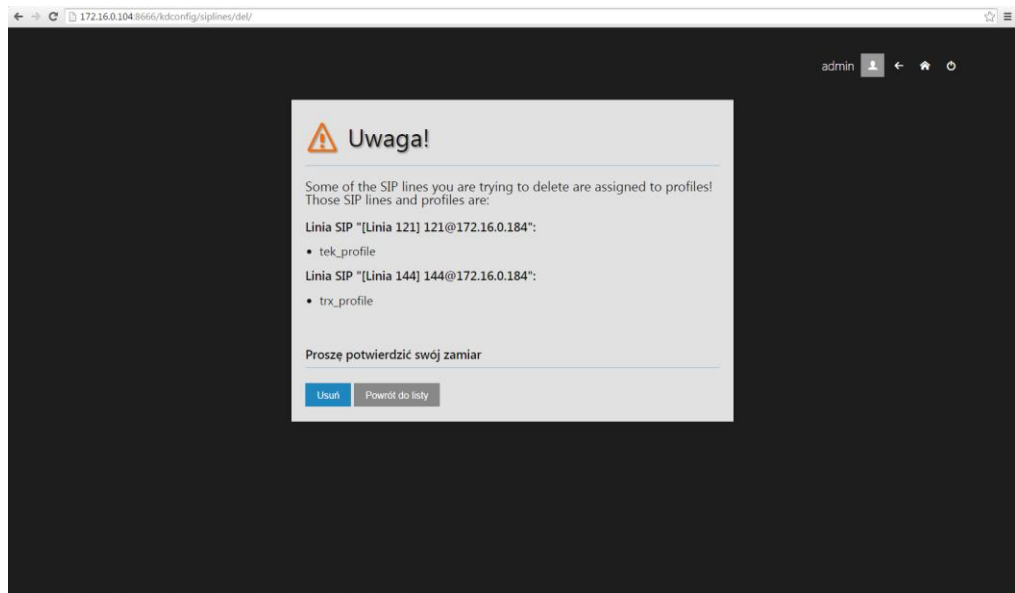 172.16.0.104:8666/kdconfig/siplines/del/
admin
Uwaga!
Some of the SIP lines you are trying to delete are assigned to profiles!
Those SIP lines and profiles are:
Linia SIP "[Linia 121] 121@172.16.0.184":
• tek_profile
Linia SIP "[Linia 144] 144@172.16.0.184":
• trx_profile
Proszę potwierdzić swój zamiar
Usuń Powrót do listy